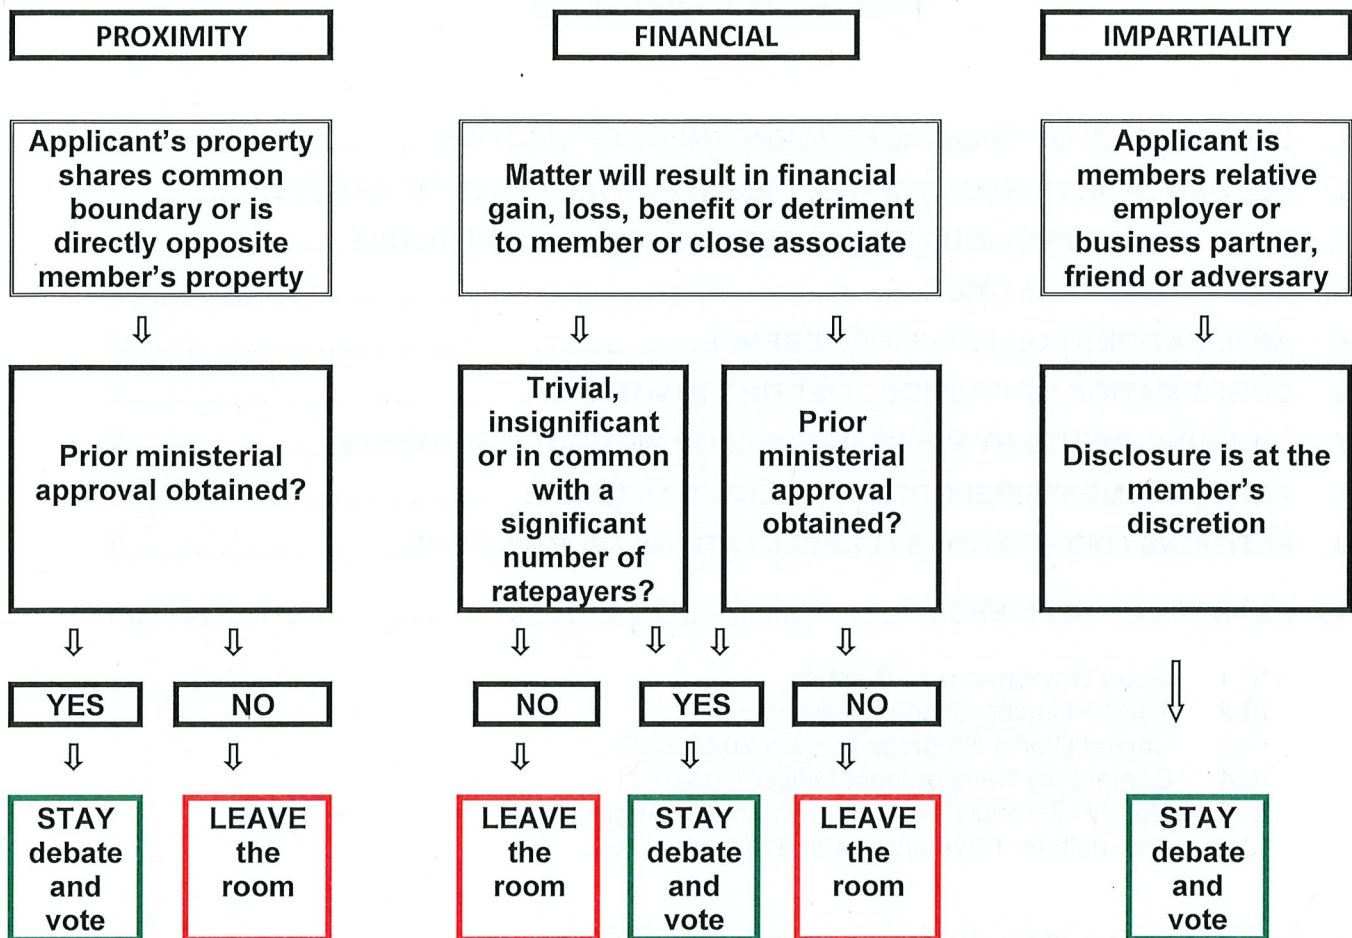 PROXIMITY
FINANCIAL
IMPARTIALITY
Applicant's property
shares common
boundary or is
directly opposite
member's property
Matter will result in financial
gain, loss, benefit or detriment
to member or close associate
Applicant is
members relative
employer or
business partner,
friend or adversary
Prior ministerial
approval obtained?
Trivial,
insignificant
or in common
with a
significant
number of
ratepayers?
Prior
ministerial
approval
obtained?
Disclosure is at the
member's
discretion
YES
NO
NO
YES
NO
STAY
debate
and
vote
LEAVE
the
room
LEAVE
the
room
STAY
debate
and
vote
LEAVE
the
room
STAY
debate
and
vote